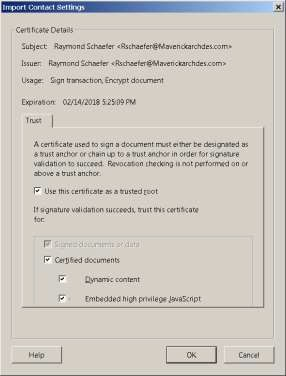 Import Contact Settings
Certificate Details
Subject: Raymond Schaefer <Rschaefer@Maverickarchdes.com>
Issuer: Raymond Schaefer <Rschaefer@Maverickarchdes.com>
Usage: Sign transaction, Encrypt document
Expiration: 02/14/2018 5:25:09 PM
Trust
A certificate used to sign a document must either be designated as
a trust anchor or chain up to a trust anchor in order for signature
validation to succeed. Revocation checking is not performed on or
above a trust anchor.
Use this certificate as a trusted root
If signature validation succeeds, trust this certificate
for:
Signed documents or data
Certified documents
Dynamic content
Embedded high privilege JavaScript
Help OK Cancel